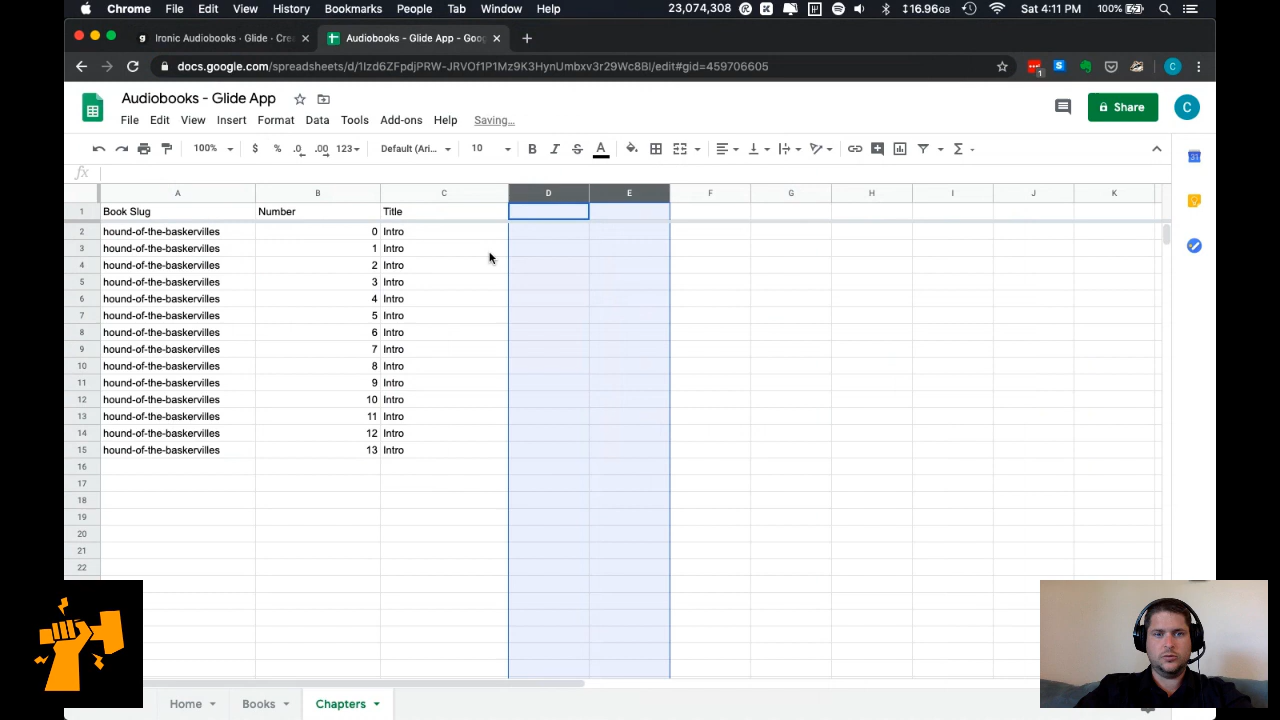 Chrome File Edit View History Bookmarks People Tab Window Help 23,074,308 16.96GB Sat 4:11 PM 100%
Ironic Audiobooks · Glide · Cre Audiobooks - Glide App - Goo
docs.google.com/spreadsheets/d/1Izd6ZFpdjPRW-JRVOf1P1Mz9K3HynUmbxv3r29Wc8BI/edit#gid=459706605
Audiobooks - Glide App Share C
File Edit View Insert Format Data Tools Add-ons Help Saving...
100% $ % .0 .00 123 Default (Ari... 10 B I S A
fx
A B C D E F G H I J K
1 Book Slug Number Title
2 hound-of-the-baskervilles 0 Intro
3 hound-of-the-baskervilles 1 Intro
4 hound-of-the-baskervilles 2 Intro
5 hound-of-the-baskervilles 3 Intro
6 hound-of-the-baskervilles 4 Intro
7 hound-of-the-baskervilles 5 Intro
8 hound-of-the-baskervilles 6 Intro
9 hound-of-the-baskervilles 7 Intro
10 hound-of-the-baskervilles 8 Intro
11 hound-of-the-baskervilles 9 Intro
12 hound-of-the-baskervilles 10 Intro
13 hound-of-the-baskervilles 11 Intro
14 hound-of-the-baskervilles 12 Intro
15 hound-of-the-baskervilles 13 Intro
16
17
18
19
20
21
22
Home Books Chapters